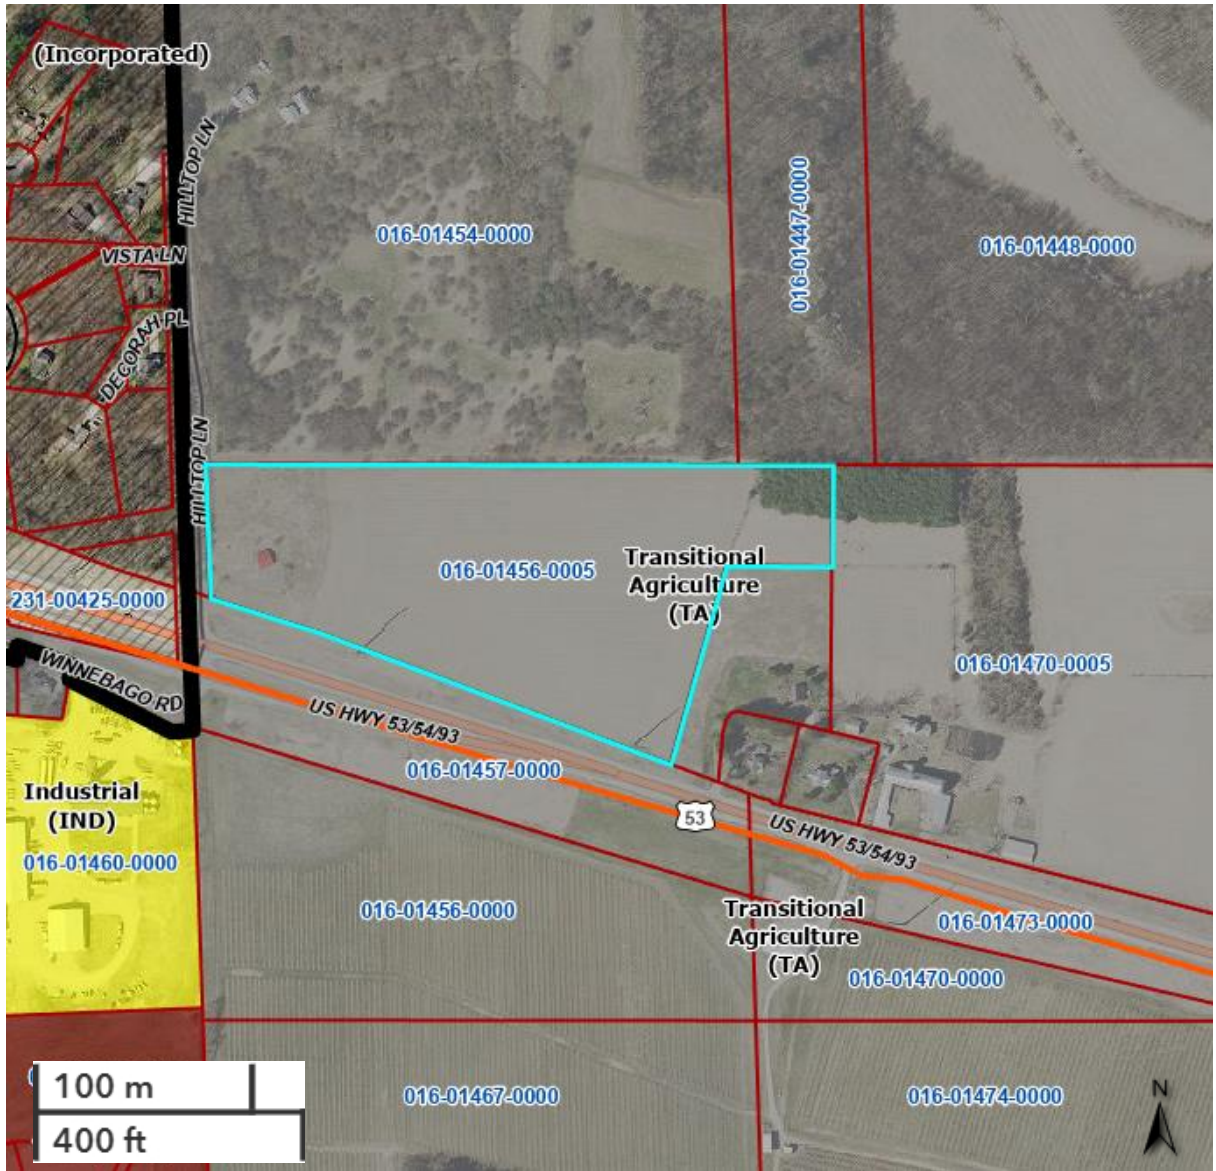 (Incorporated)
HILLTOP LN
016-01454-0000
016-01447-0000
016-01448-0000
VISTA LN
DECORAH PL
HILLTOP LN
016-01456-0005
Transitional
Agriculture
(TA)
231-00425-0000
WINNEBAGO RD
016-01470-0005
US HWY 53/54/93
016-01457-0000
53
US HWY 53/54/93
Industrial
(IND)
016-01460-0000
016-01456-0000
Transitional
Agriculture
(TA)
016-01473-0000
016-01470-0000
100 m
400 ft
016-01467-0000
016-01474-0000
N